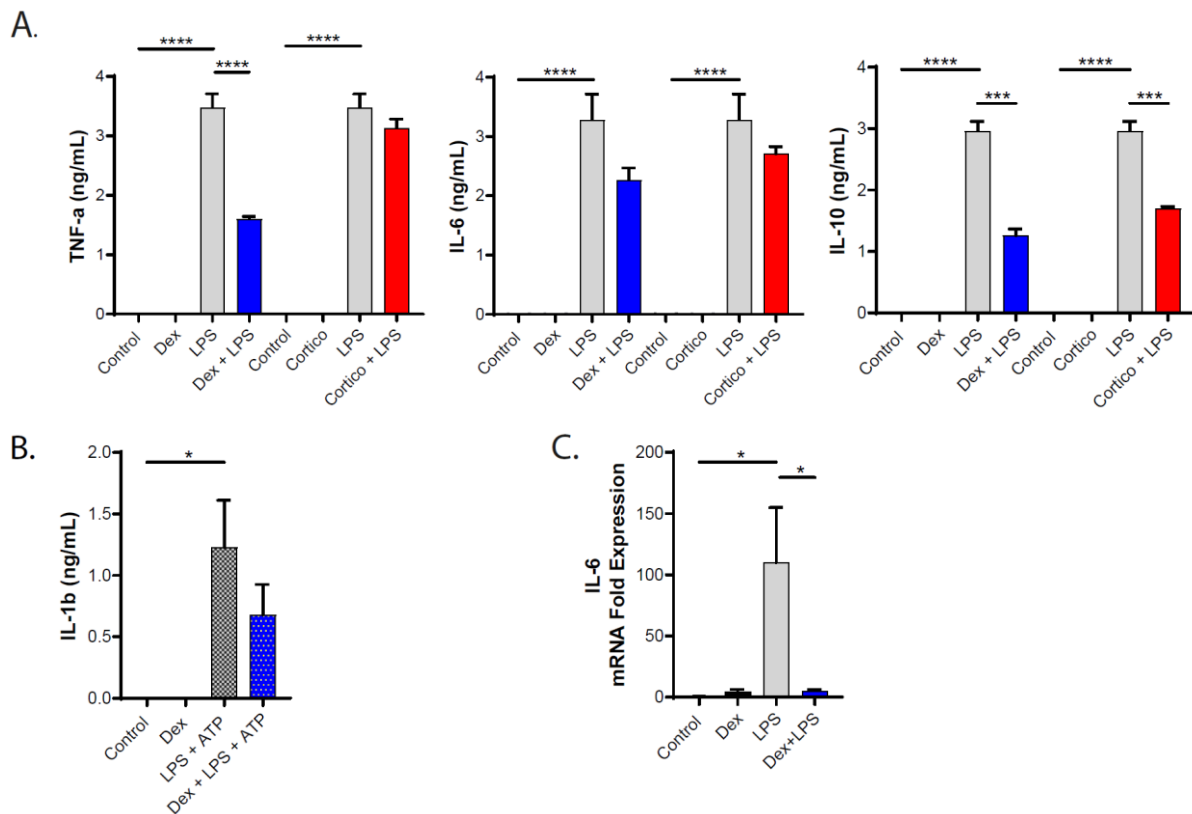 A.
**** ****
****
TNF-a (ng/mL)
4
3
2
1
0
Control
Dex
LPS
Dex + LPS
Control
Cortico
LPS
Cortico + LPS
**** ****
IL-6 (ng/mL)
4
3
2
1
0
Control
Dex
LPS
Dex + LPS
Control
Cortico
LPS
Cortico + LPS
**** ****
*** ***
IL-10 (ng/mL)
4
3
2
1
0
Control
Dex
LPS
Dex + LPS
Control
Cortico
LPS
Cortico + LPS
B.
*
IL-1b (ng/mL)
2.0
1.5
1.0
0.5
0.0
Control
Dex
LPS + ATP
Dex + LPS + ATP
C.
* *
IL-6
mRNA Fold Expression
200
150
100
50
0
Control
Dex
LPS
Dex+LPS